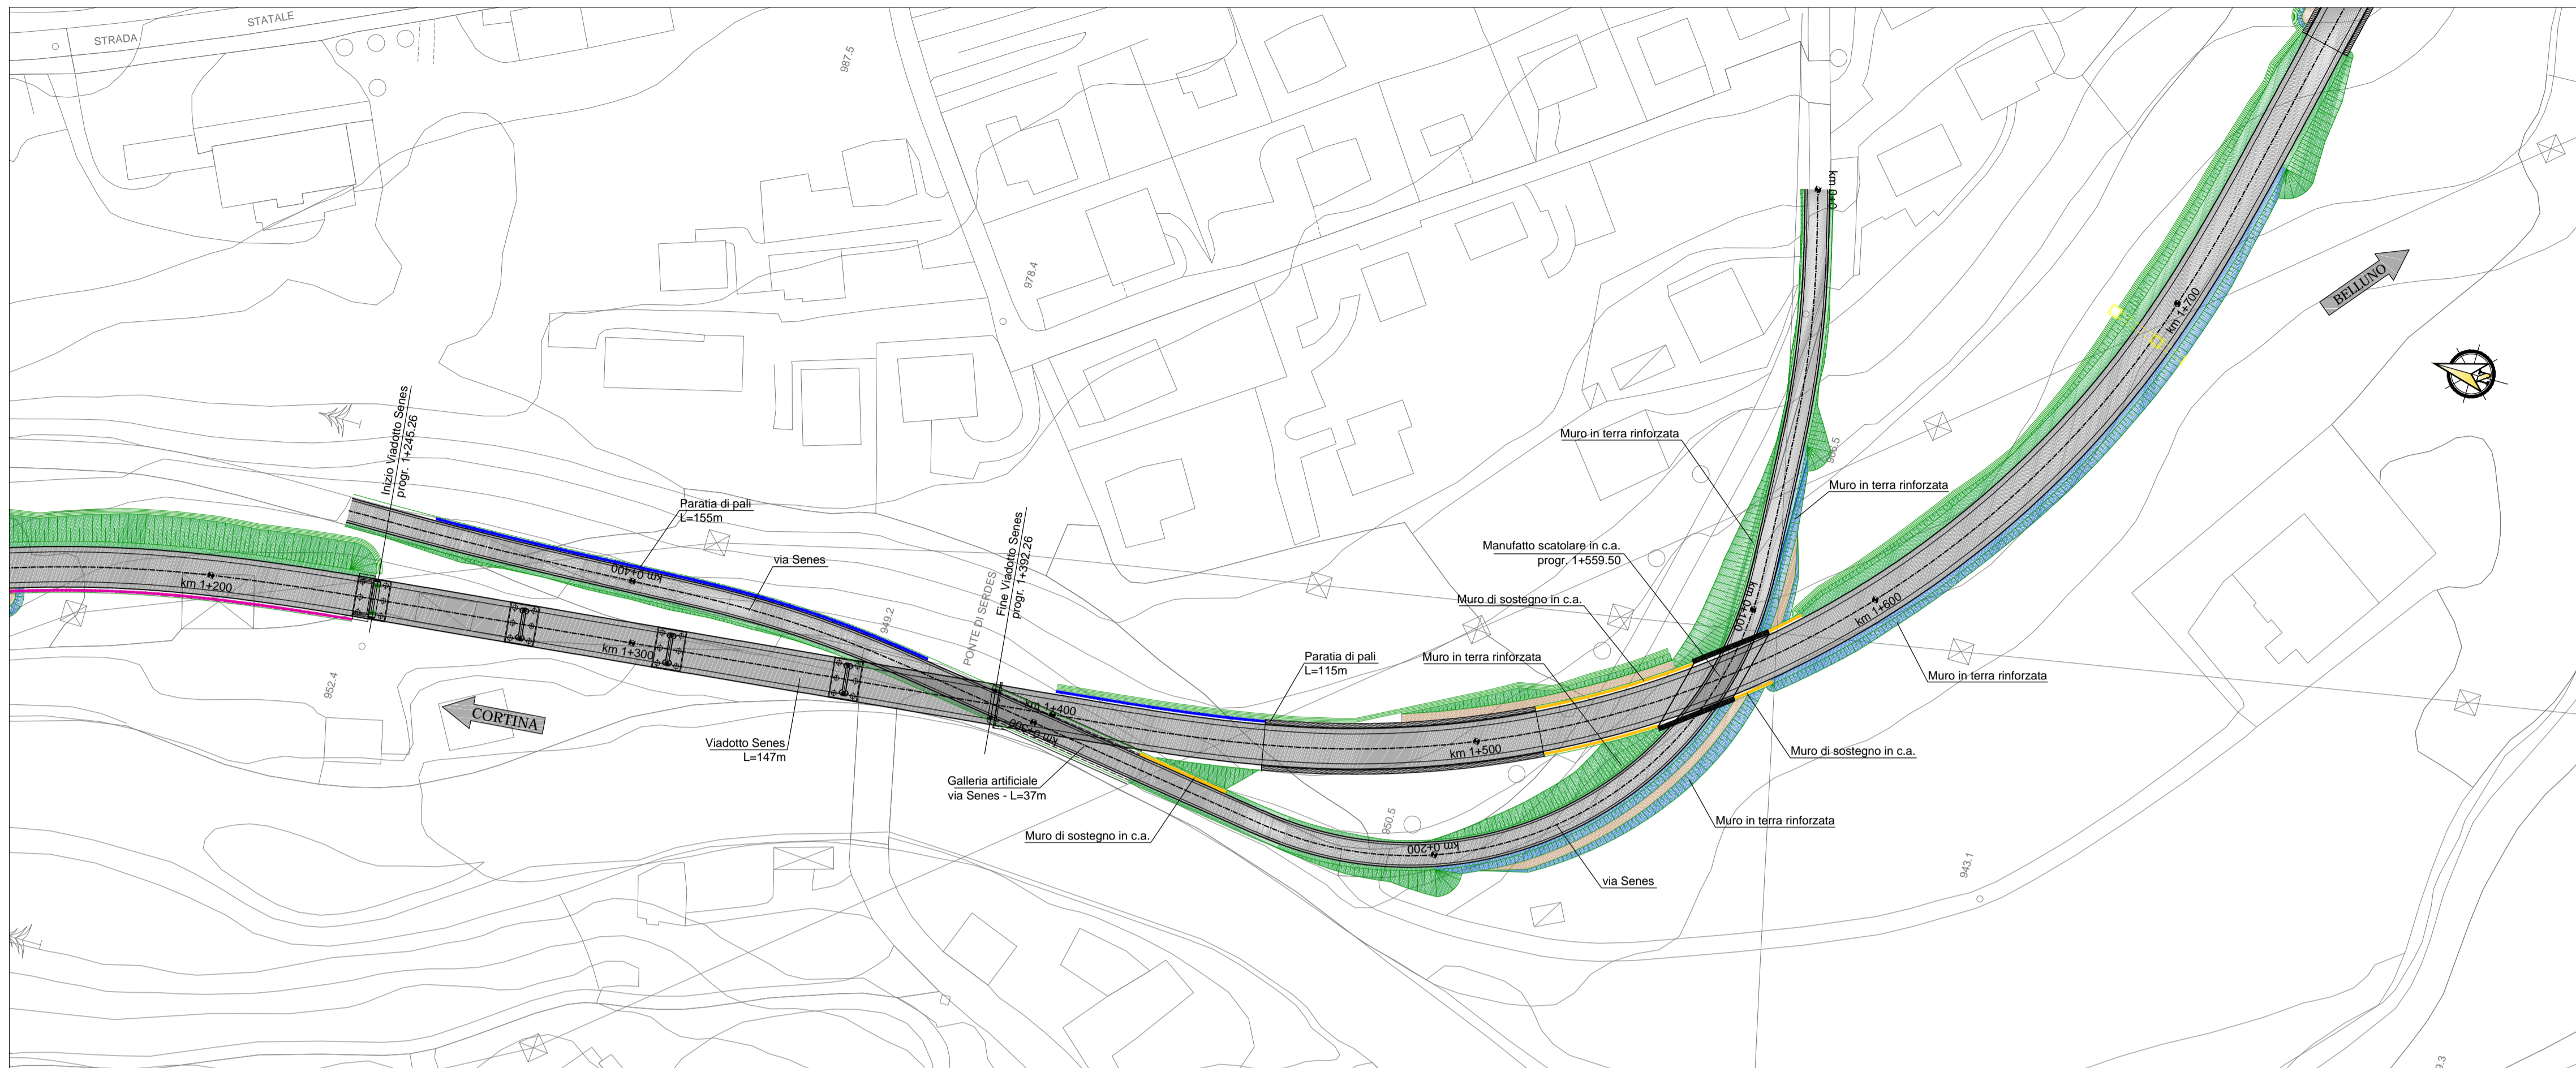 STRADA
STATALE
987.5
978.4
km 0+0
BELLUNO
km 1+700
Inizio Viadotto Senes
progr. 1+245.26
Muro in terra rinforzata
Muro in terra rinforzata
Paratia di pali
L=155m
Fine Viadotto Senes
progr. 1+392.26
PONTE DI SERDES
via Senes
km 0+400
km 1+200
Manufatto scatolare in c.a.
progr. 1+559.50
Muro di sostegno in c.a.
km 0+100
km 1+600
949.2
km 1+300
Paratia di pali
L=115m
Muro in terra rinforzata
Muro in terra rinforzata
952.4
CORTINA
km 1+400
km 0+300
Viadotto Senes
L=147m
km 1+500
Muro di sostegno in c.a.
Galleria artificiale
via Senes - L=37m
Muro di sostegno in c.a.
950.5
Muro in terra rinforzata
km 0+200
via Senes
943.1